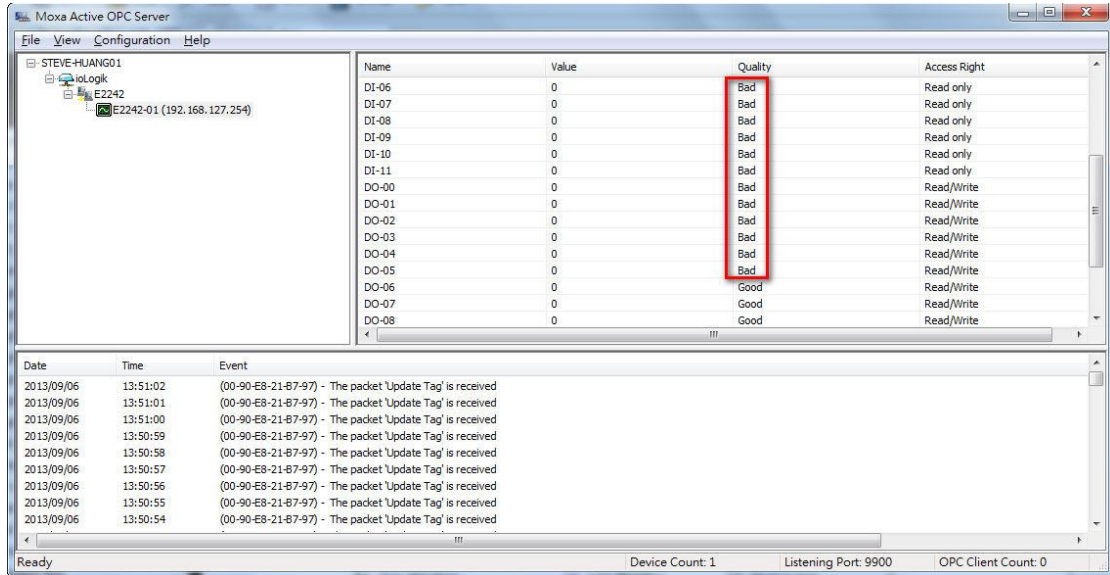 Moxa Active OPC Server
File View Configuration Help
STEVE-HUANG01
ioLogik
E2242
E2242-01 (192.168.127.254)
Name Value Quality Access Right
DI-06 0 Bad Read only
DI-07 0 Bad Read only
DI-08 0 Bad Read only
DI-09 0 Bad Read only
DI-10 0 Bad Read only
DI-11 0 Bad Read only
DO-00 0 Bad Read/Write
DO-01 0 Bad Read/Write
DO-02 0 Bad Read/Write
DO-03 0 Bad Read/Write
DO-04 0 Bad Read/Write
DO-05 0 Bad Read/Write
DO-06 0 Good Read/Write
DO-07 0 Good Read/Write
DO-08 0 Good Read/Write
Date Time Event
2013/09/06 13:51:02 (00-90-E8-21-B7-97) - The packet 'Update Tag' is received
2013/09/06 13:51:01 (00-90-E8-21-B7-97) - The packet 'Update Tag' is received
2013/09/06 13:51:00 (00-90-E8-21-B7-97) - The packet 'Update Tag' is received
2013/09/06 13:50:59 (00-90-E8-21-B7-97) - The packet 'Update Tag' is received
2013/09/06 13:50:58 (00-90-E8-21-B7-97) - The packet 'Update Tag' is received
2013/09/06 13:50:57 (00-90-E8-21-B7-97) - The packet 'Update Tag' is received
2013/09/06 13:50:56 (00-90-E8-21-B7-97) - The packet 'Update Tag' is received
2013/09/06 13:50:55 (00-90-E8-21-B7-97) - The packet 'Update Tag' is received
2013/09/06 13:50:54 (00-90-E8-21-B7-97) - The packet 'Update Tag' is received
Ready Device Count: 1 Listening Port: 9900 OPC Client Count: 0